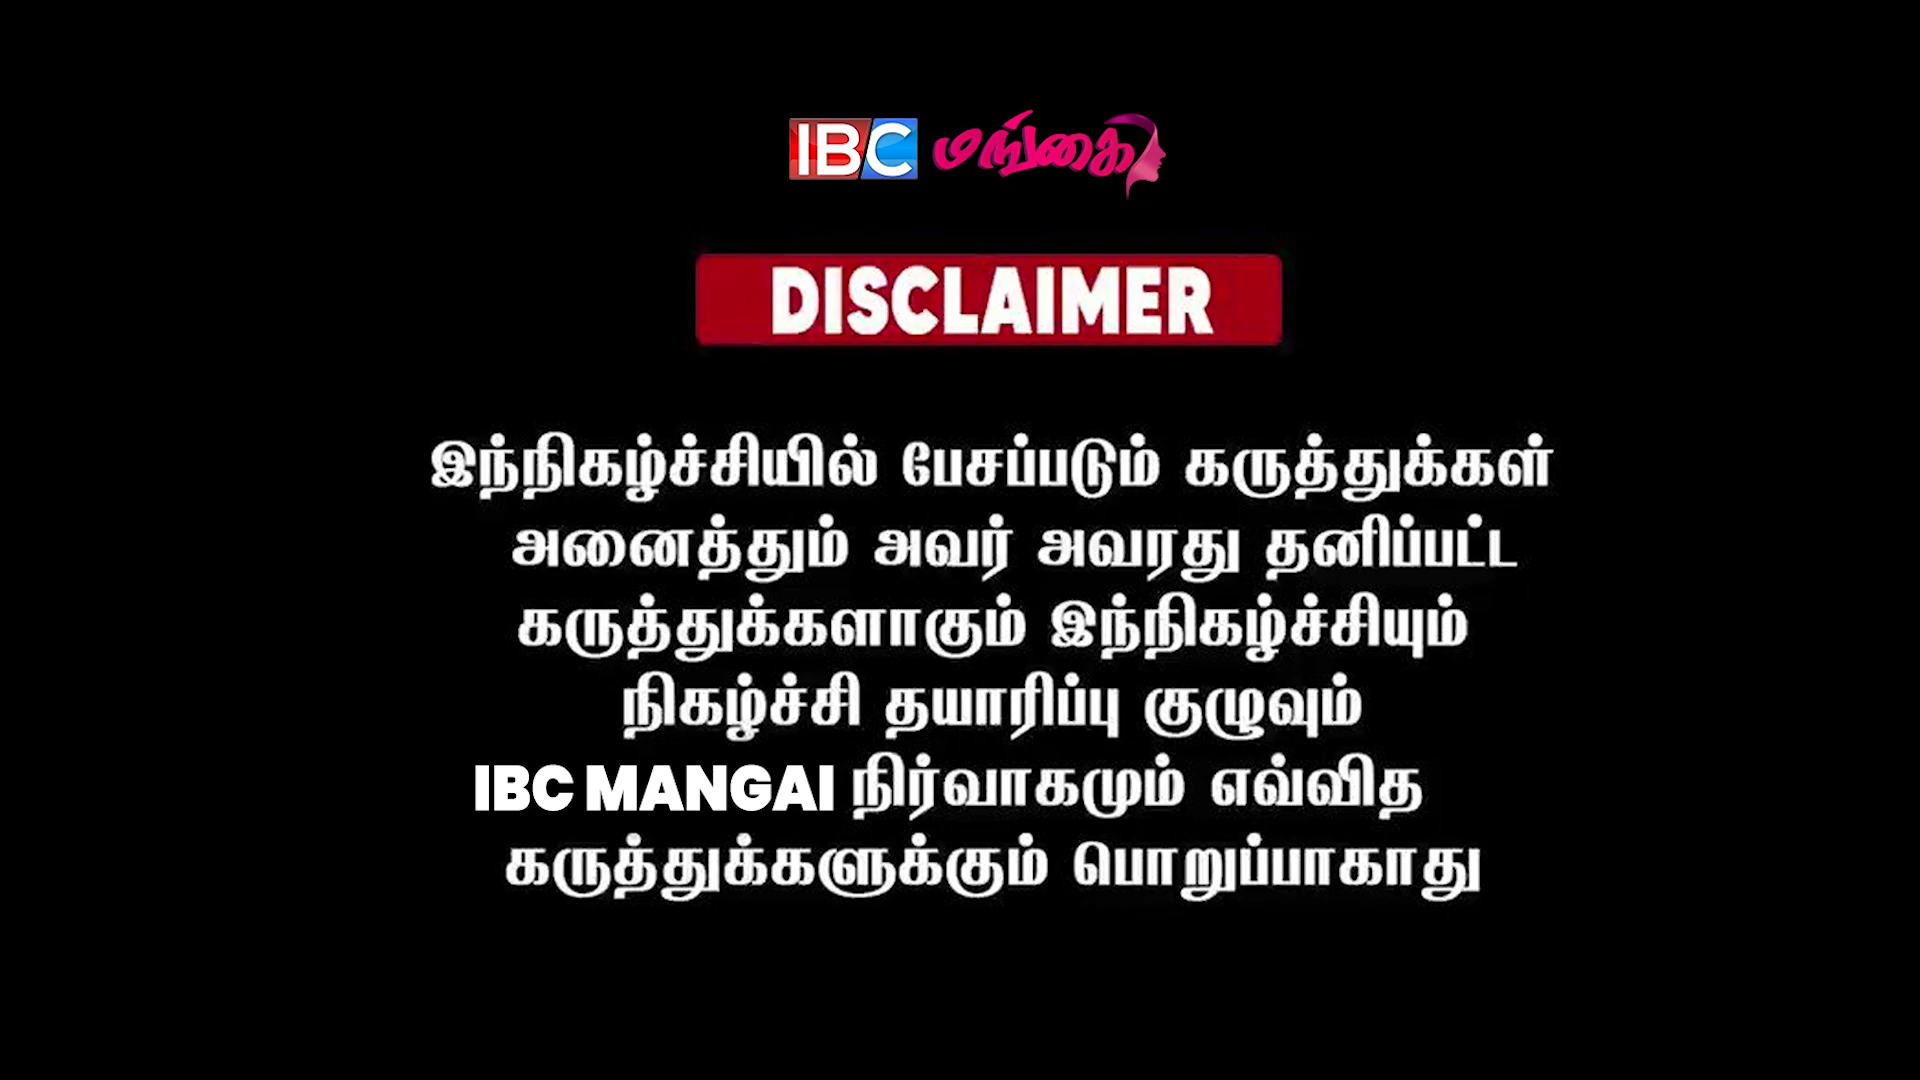 IBC மங்கை
DISCLAIMER
இந்நிகழ்ச்சியில் பேசப்படும் கருத்துக்கள்
அனைத்தும் அவர் அவரது தனிப்பட்ட
கருத்துக்களாகும் இந்நிகழ்ச்சியும்
நிகழ்ச்சி தயாரிப்பு குழுவும்
IBC MANGAI நிர்வாகமும் எவ்வித
கருத்துக்களுக்கும் பொறுப்பாகாது